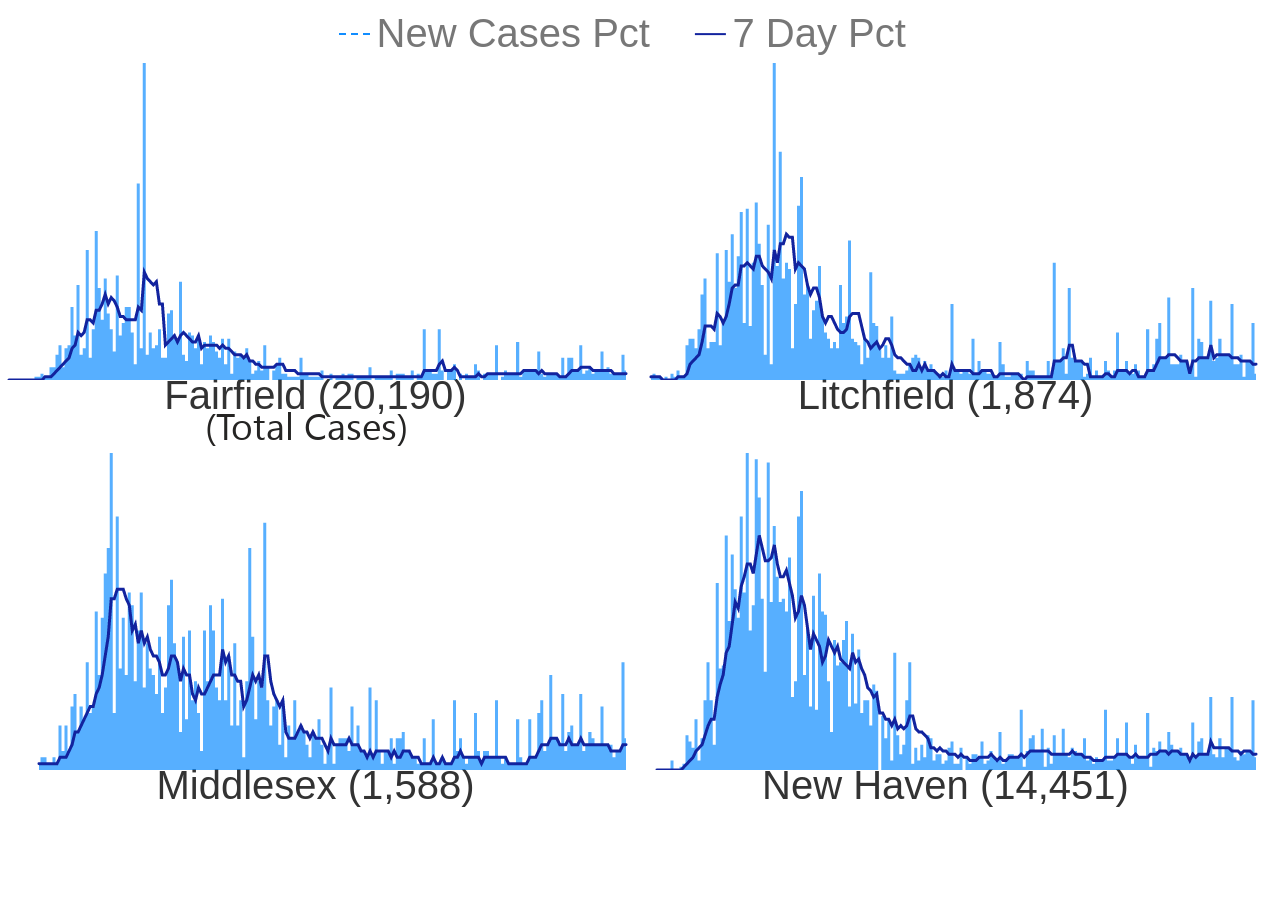 New Cases Pct 7 Day Pct
Fairfield (20,190) Litchfield (1,874)
(Total Cases)
Middlesex (1,588) New Haven (14,451)